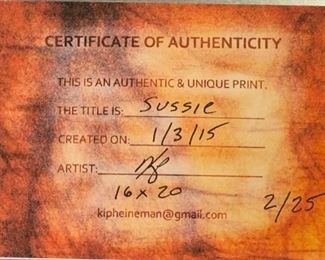 CERTIFICATE OF AUTHENTICITY
THIS IS AN AUTHENTIC & UNIQUE PRINT.
THE TITLE IS: Sussie
CREATED ON: 1/3/15
ARTIST:
16 x 20
2/25
kipheineman@gmail.com